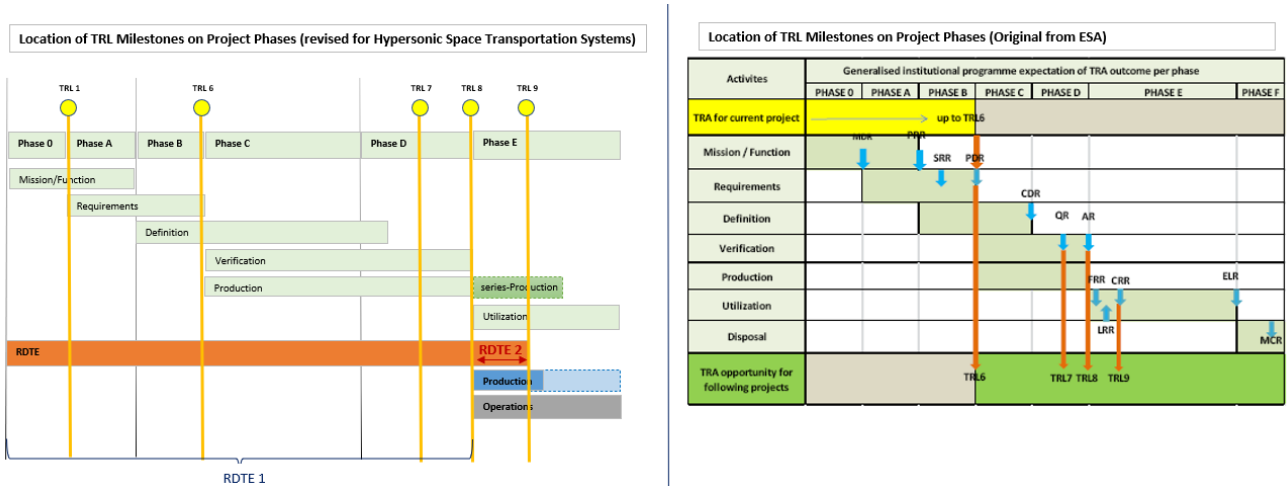 Location of TRL Milestones on Project Phases (revised for Hypersonic Space Transportation Systems)
TRL 1
TRL 6
TRL 7
TRL 8
TRL 9
Phase 0
Phase A
Phase B
Phase C
Phase D
Phase E
Mission/Function
Requirements
Definition
Verification
Production
series-Production
Utilization
RDTE
RDTE 2
Production
Operations
RDTE 1
Location of TRL Milestones on Project Phases (Original from ESA)
Activites
Generalised institutional programme expectation of TRA outcome per phase
PHASE 0
PHASE A
PHASE B
PHASE C
PHASE D
PHASE E
PHASE F
TRA for current project
up to TRL6
Mission / Function
MDR
PRR
SRR
PDR
Requirements
CDR
Definition
QR
AR
Verification
Production
FRR
CRR
ELR
Utilization
LRR
Disposal
MCR
TRA opportunity for
following projects
TRL6
TRL7
TRL8
TRL9